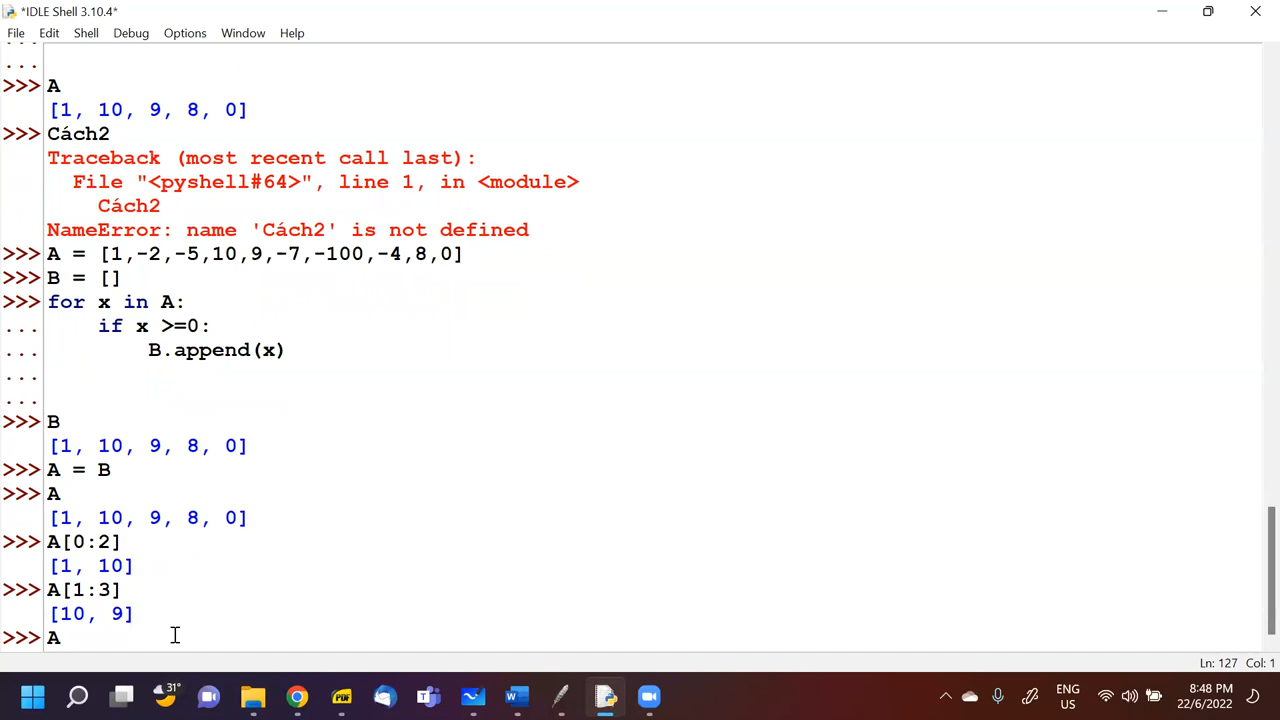 *IDLE Shell 3.10.4*
File Edit Shell Debug Options Window Help
...
...
>>> A
[1, 10, 9, 8, 0]
>>> Cách2
Traceback (most recent call last):
File "<pyshell#64>", line 1, in <module>
Cách2
NameError: name 'Cách2' is not defined
>>> A = [1,-2,-5,10,9,-7,-100,-4,8,0]
>>> B = []
>>> for x in A:
... if x >=0:
... B.append(x)
...
...
>>> B
[1, 10, 9, 8, 0]
>>> A = B
>>> A
[1, 10, 9, 8, 0]
>>> A[0:2]
[1, 10]
>>> A[1:3]
[10, 9]
>>> A
Ln: 127 Col: 1
31°
PDF
ENG
US
8:48 PM
22/6/2022